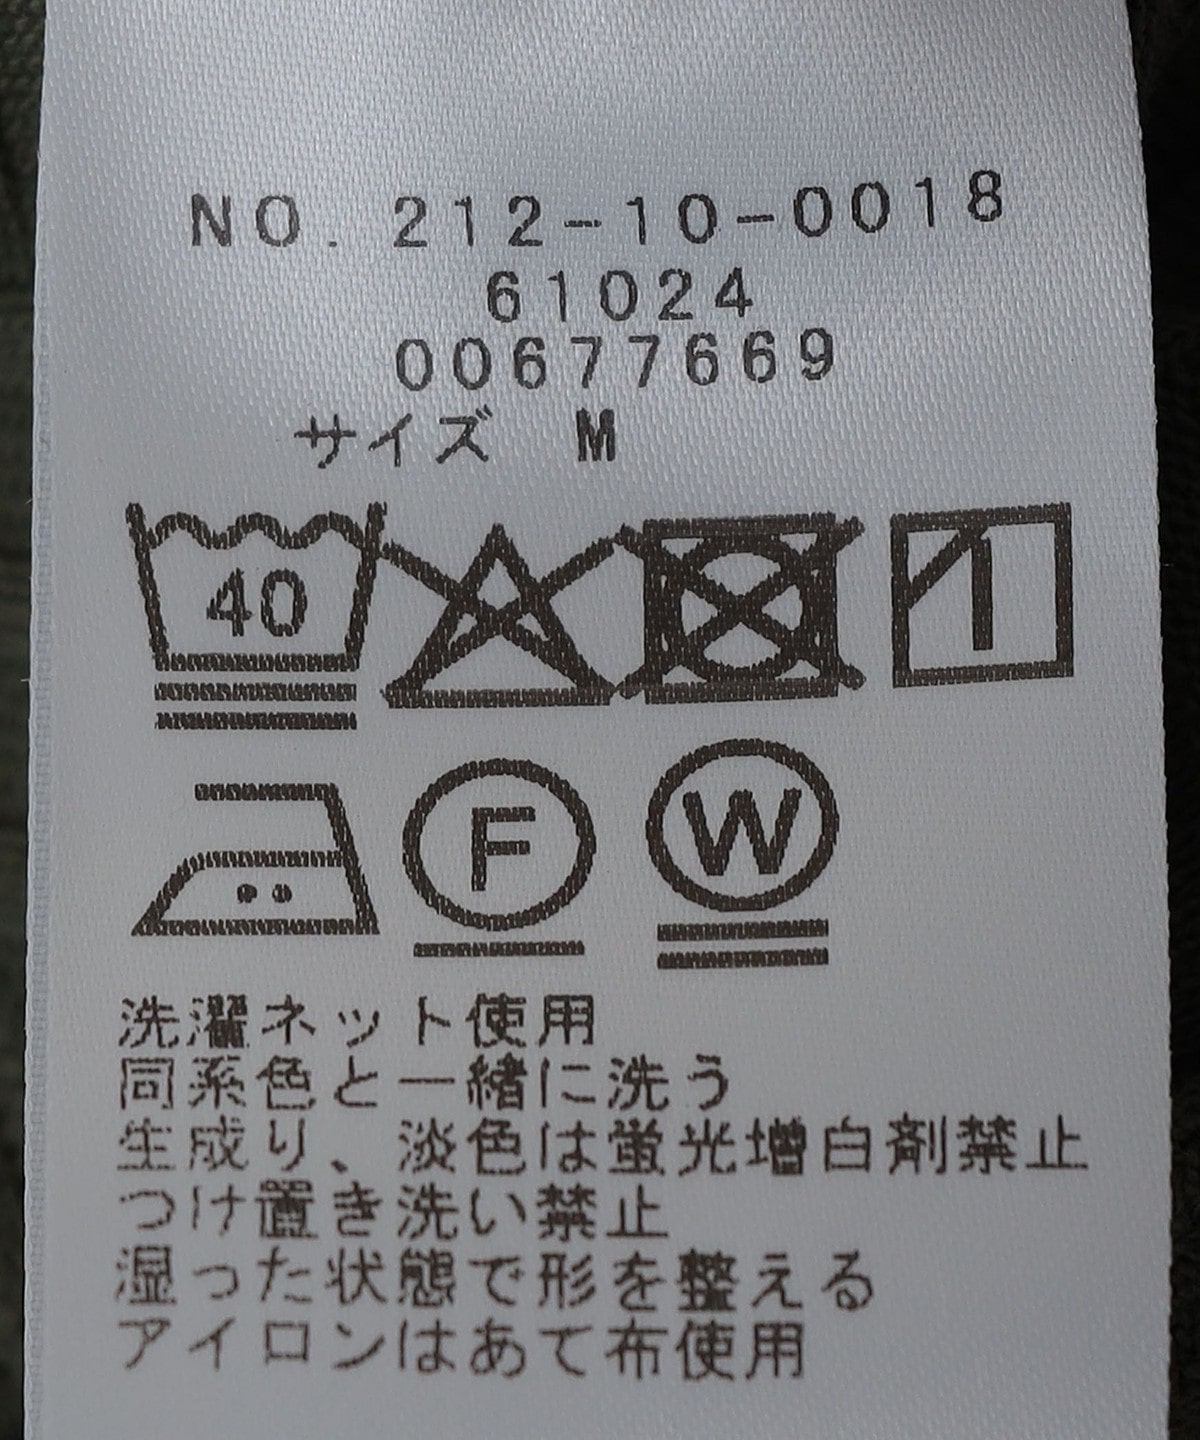 NO. 212-10-0018
61024
00677669
サイズ M
40
F
W
洗濯ネット使用
同系色と一緒に洗う
生成り、淡色は蛍光増白剤禁止
つけ置き洗い禁止
湿った状態で形を整える
アイロンはあて布使用